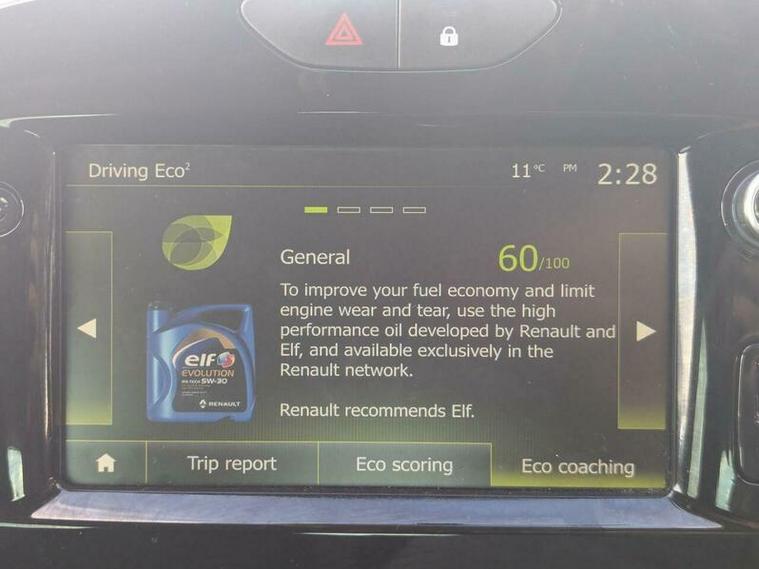 Driving Eco²
11 °C PM 2:28
General 60/100
To improve your fuel economy and limit
engine wear and tear, use the high
performance oil developed by Renault and
Elf, and available exclusively in the
Renault network.
elf
EVOLUTION
5W-30
RENAULT
Renault recommends Elf.
Trip report
Eco scoring
Eco coaching